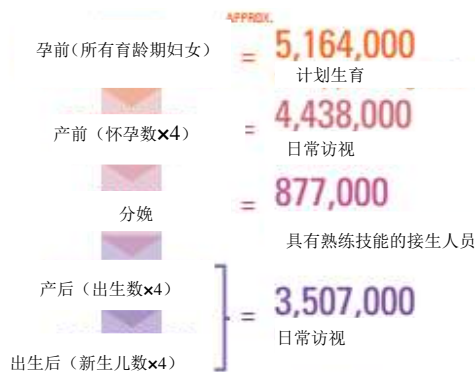 APPROX.
孕前(所有育龄期妇女) = 5,164,000
计划生育
产前（怀孕数×4） = 4,438,000
日常访视
分娩 = 877,000
具有熟练技能的接生人员
产后（出生数×4）
= 3,507,000
日常访视
出生后（新生儿数×4）